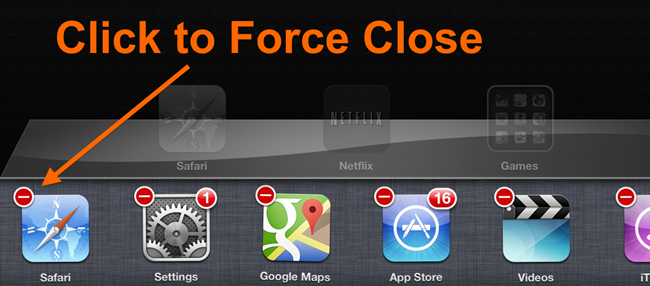 Click to Force Close
NETFLIX
Safari Netflix Games
1 16
Safari Settings Google Maps App Store Videos iT